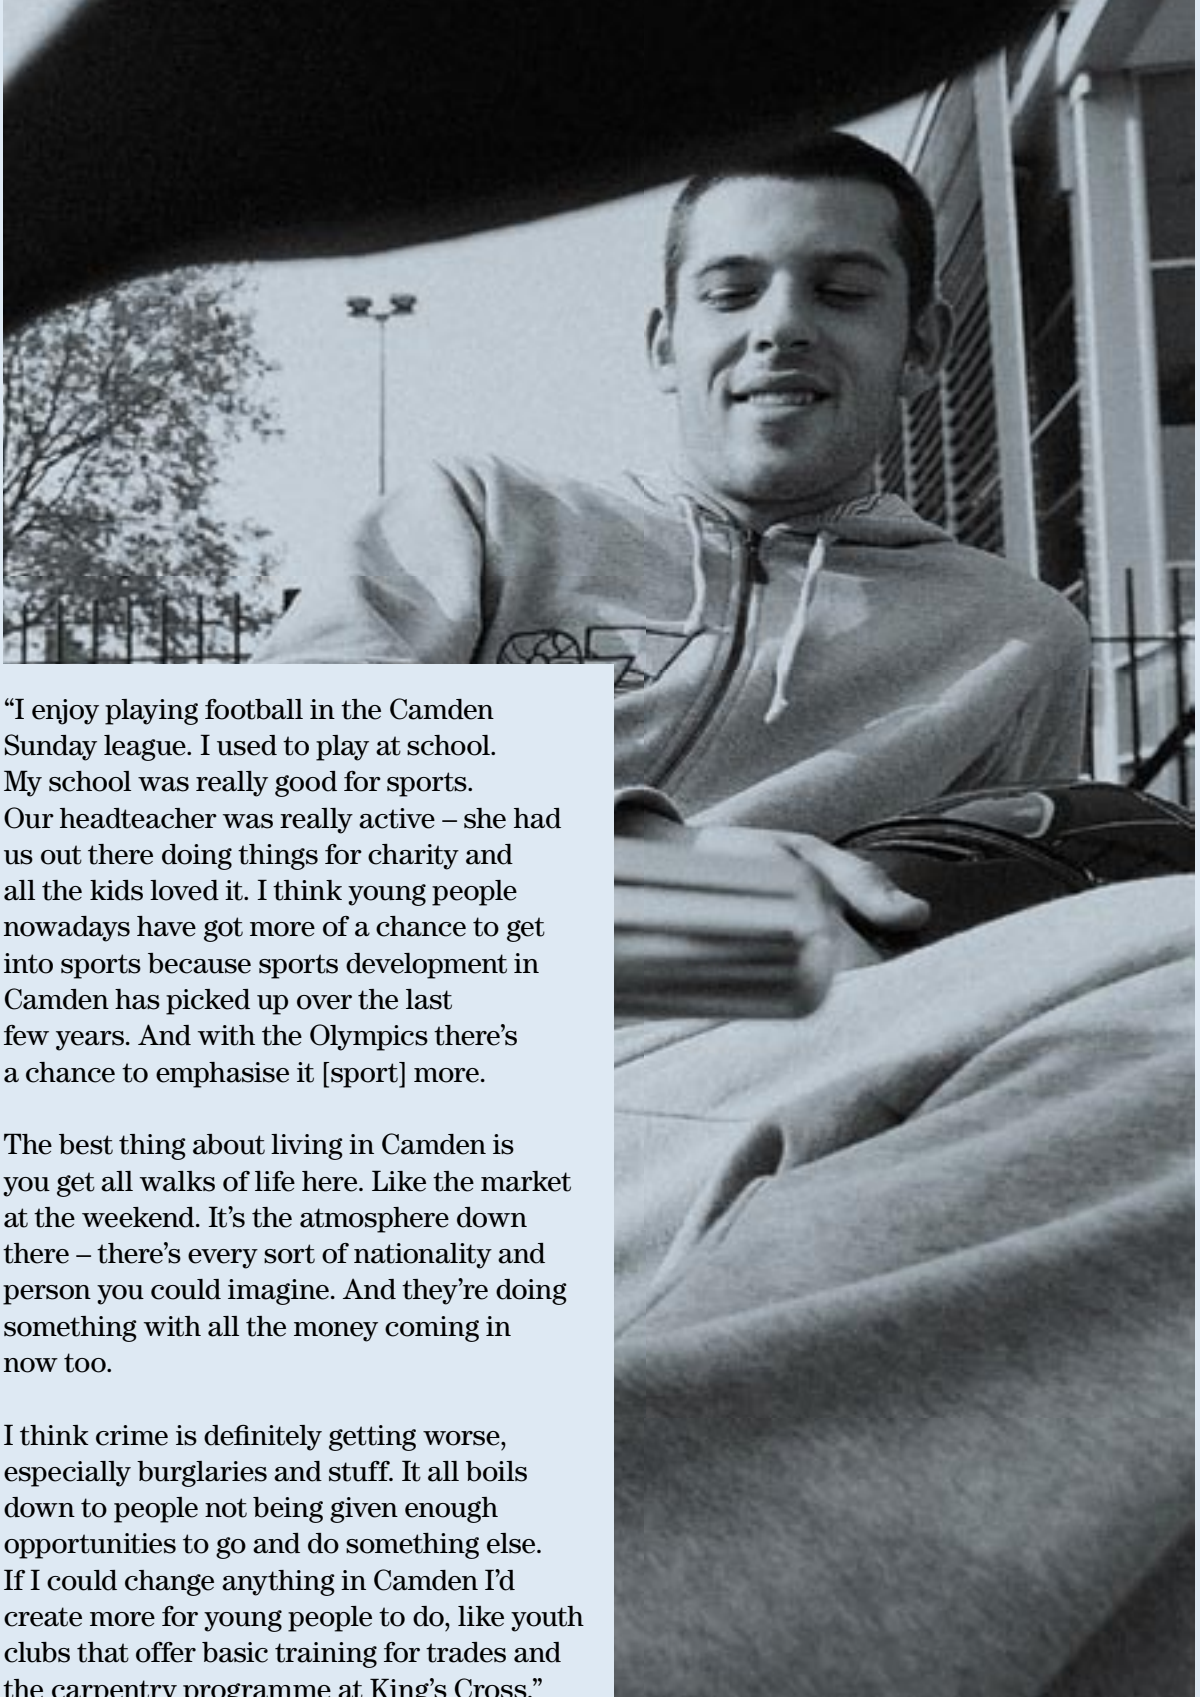 “I enjoy playing football in the Camden
Sunday league. I used to play at school.
My school was really good for sports.
Our headteacher was really active – she had
us out there doing things for charity and
all the kids loved it. I think young people
nowadays have got more of a chance to get
into sports because sports development in
Camden has picked up over the last
few years. And with the Olympics there’s
a chance to emphasise it [sport] more.
The best thing about living in Camden is
you get all walks of life here. Like the market
at the weekend. It’s the atmosphere down
there – there’s every sort of nationality and
person you could imagine. And they’re doing
something with all the money coming in
now too.
I think crime is definitely getting worse,
especially burglaries and stuff. It all boils
down to people not being given enough
opportunities to go and do something else.
If I could change anything in Camden I’d
create more for young people to do, like youth
clubs that offer basic training for trades and
the carpentry programme at King’s Cross.”